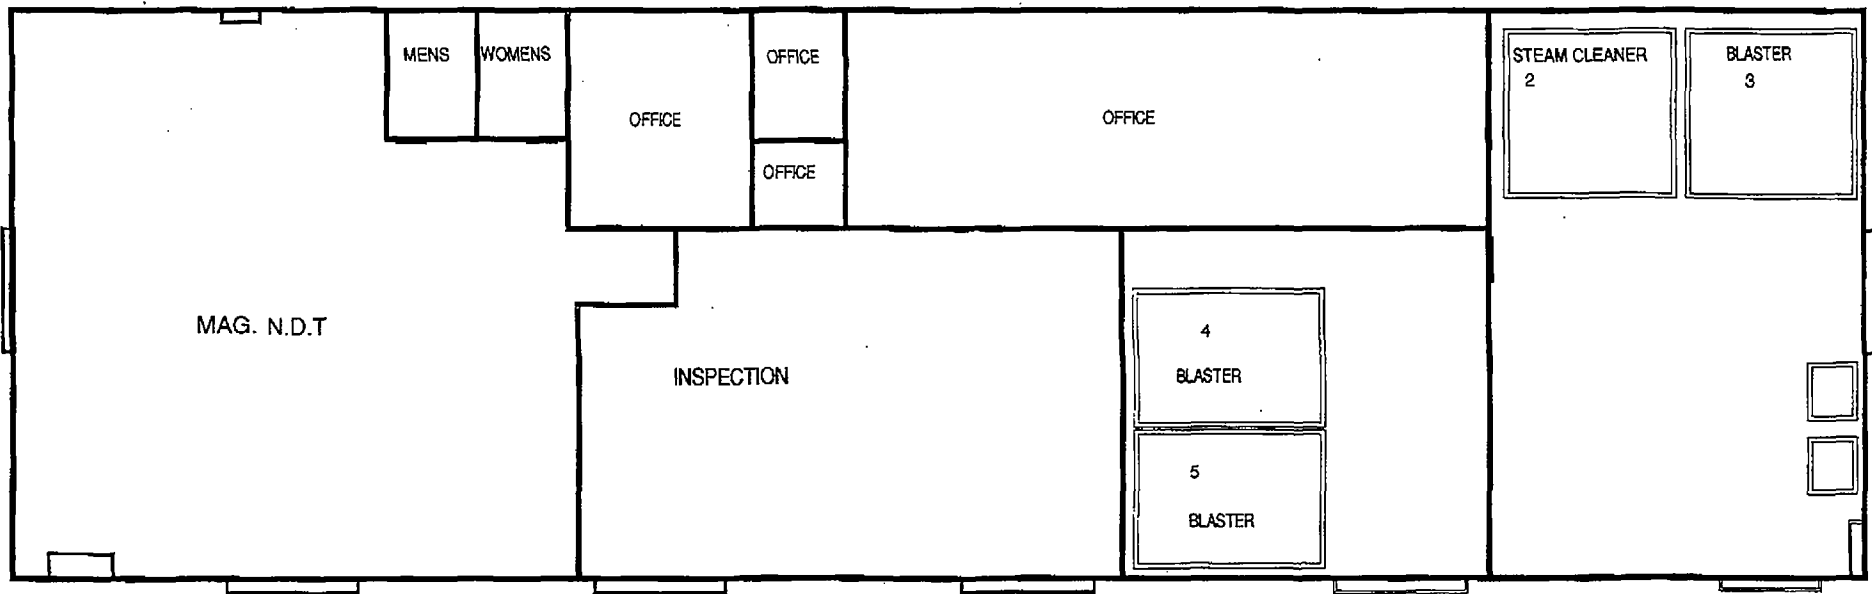 MENS
WOMENS
OFFICE
OFFICE
OFFICE
OFFICE
STEAM CLEANER
2
BLASTER
3
MAG. N.D.T
INSPECTION
4
BLASTER
5
BLASTER